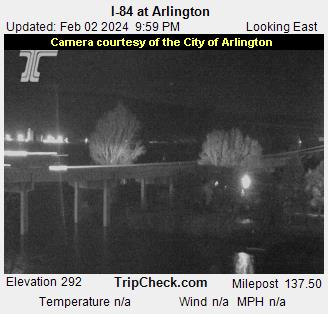 I-84 at Arlington
Updated: Feb 02 2024 9:59 PM Looking East
Camera courtesy of the City of Arlington
Elevation 292 TripCheck.com Milepost 137.50
Temperature n/a Wind n/a MPH n/a